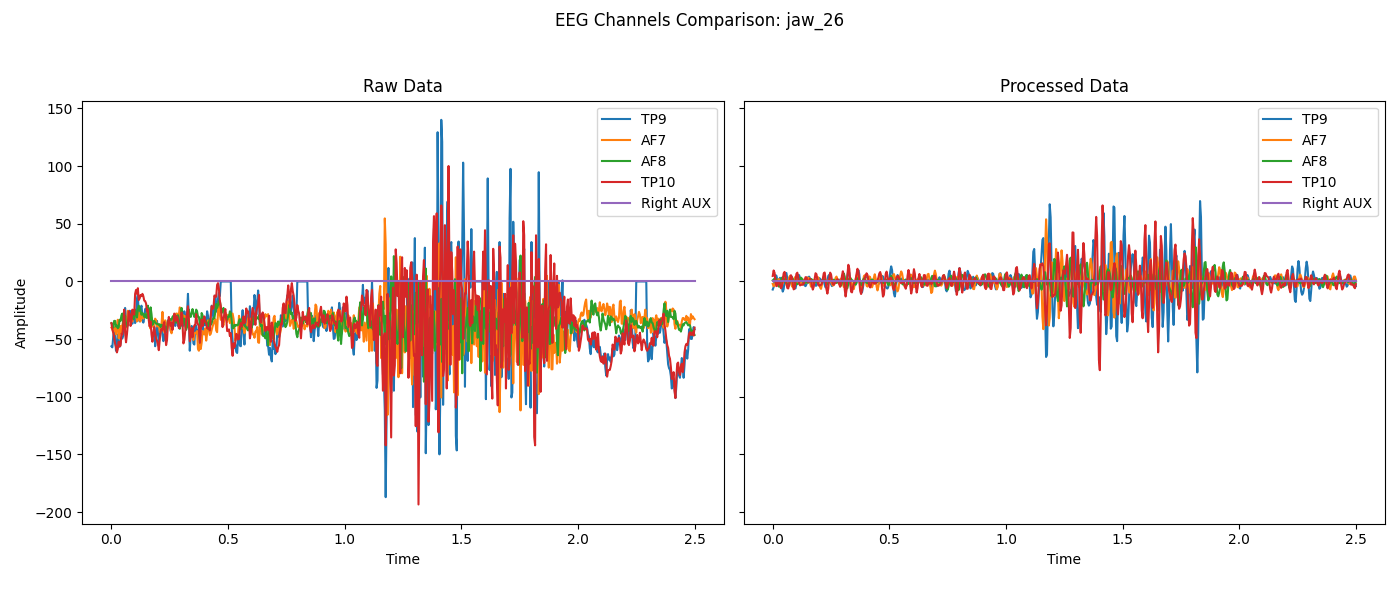 EEG Channels Comparison: jaw_26
Raw Data
150
100
50
0
−50
−100
−150
−200
Amplitude
TP9
AF7
AF8
TP10
Right AUX
0.0 0.5 1.0 1.5 2.0 2.5
Time
Processed Data
TP9
AF7
AF8
TP10
Right AUX
0.0 0.5 1.0 1.5 2.0 2.5
Time